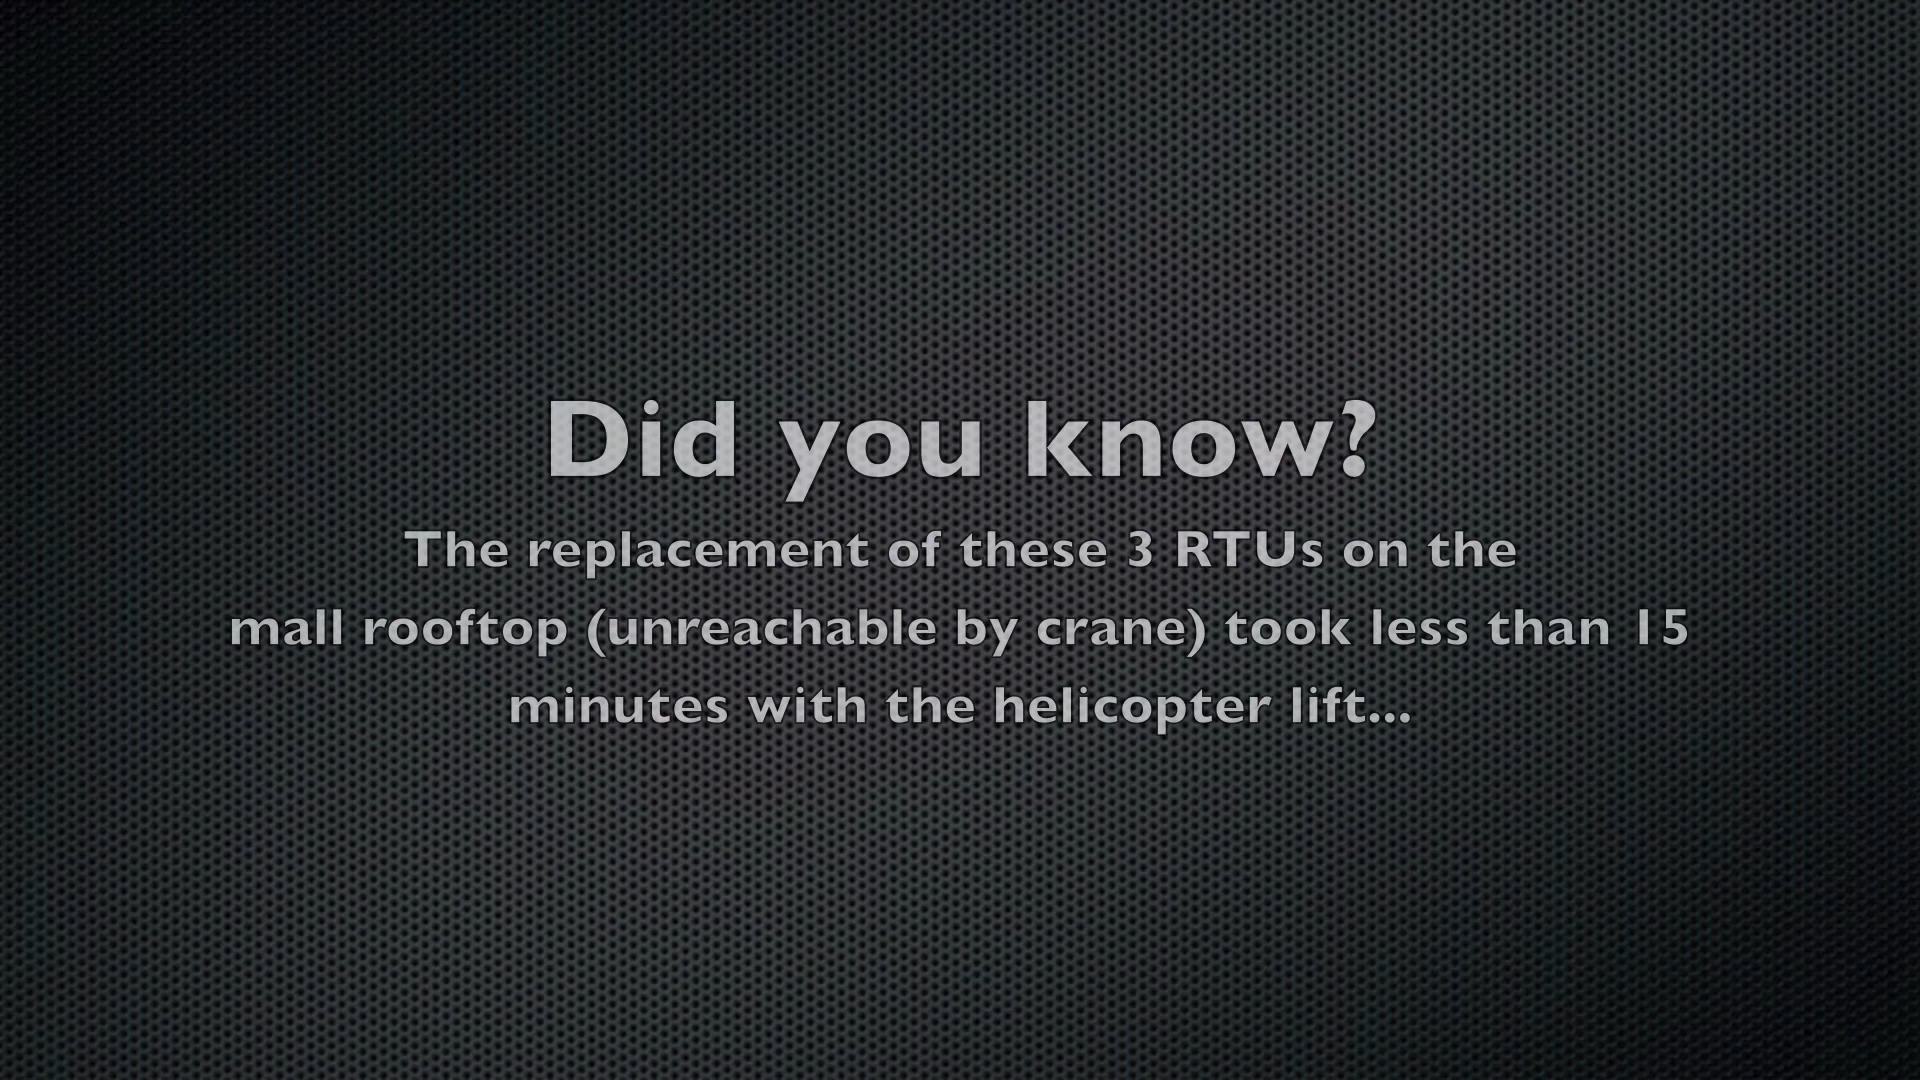 Did you know?
The replacement of these 3 RTUs on the
mall rooftop (unreachable by crane) took less than 15
minutes with the helicopter lift...